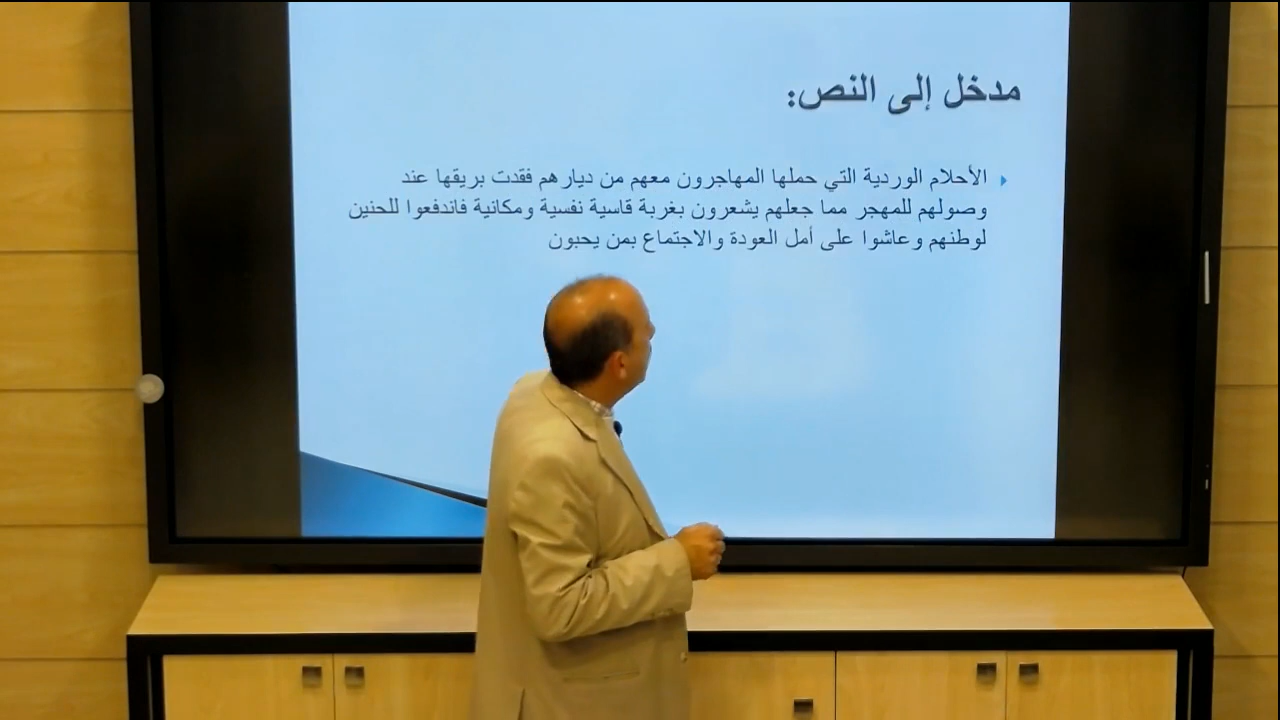 مدخل إلى النص:
الأحلام الوردية التي حملها المهاجرون معهم من ديارهم فقدت بريقها عند
وصولهم للمهجر مما جعلهم يشعرون بغربة قاسية نفسية ومكانية فاندفعوا للحنين
لوطنهم وعاشوا على أمل العودة والاجتماع بمن يحبون